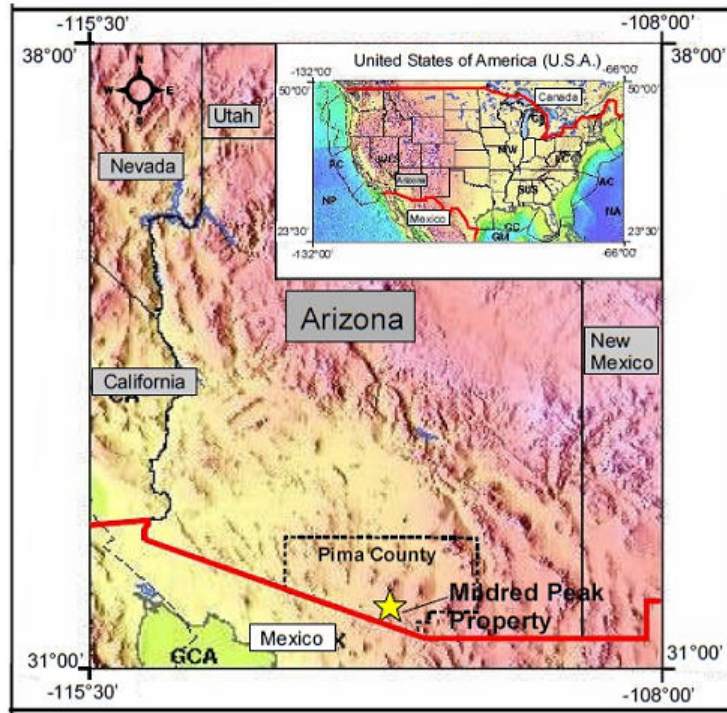 -115°30'
-108°00'
38°00'
38°00'
N
W
E
S
Utah
Nevada
United States of America (U.S.A.)
-132°00'
-66°00'
50°00'
50°00'
Canada
MW
Arizona
Mexico
SUS
PC
NP
AC
NA
GC
GM
23°30'
23°30'
-132°00'
-66°00'
Arizona
New
Mexico
California
CA
Pima County
Mildred Peak
Property
Mexico
GCA
31°00'
31°00'
-115°30'
-108°00'